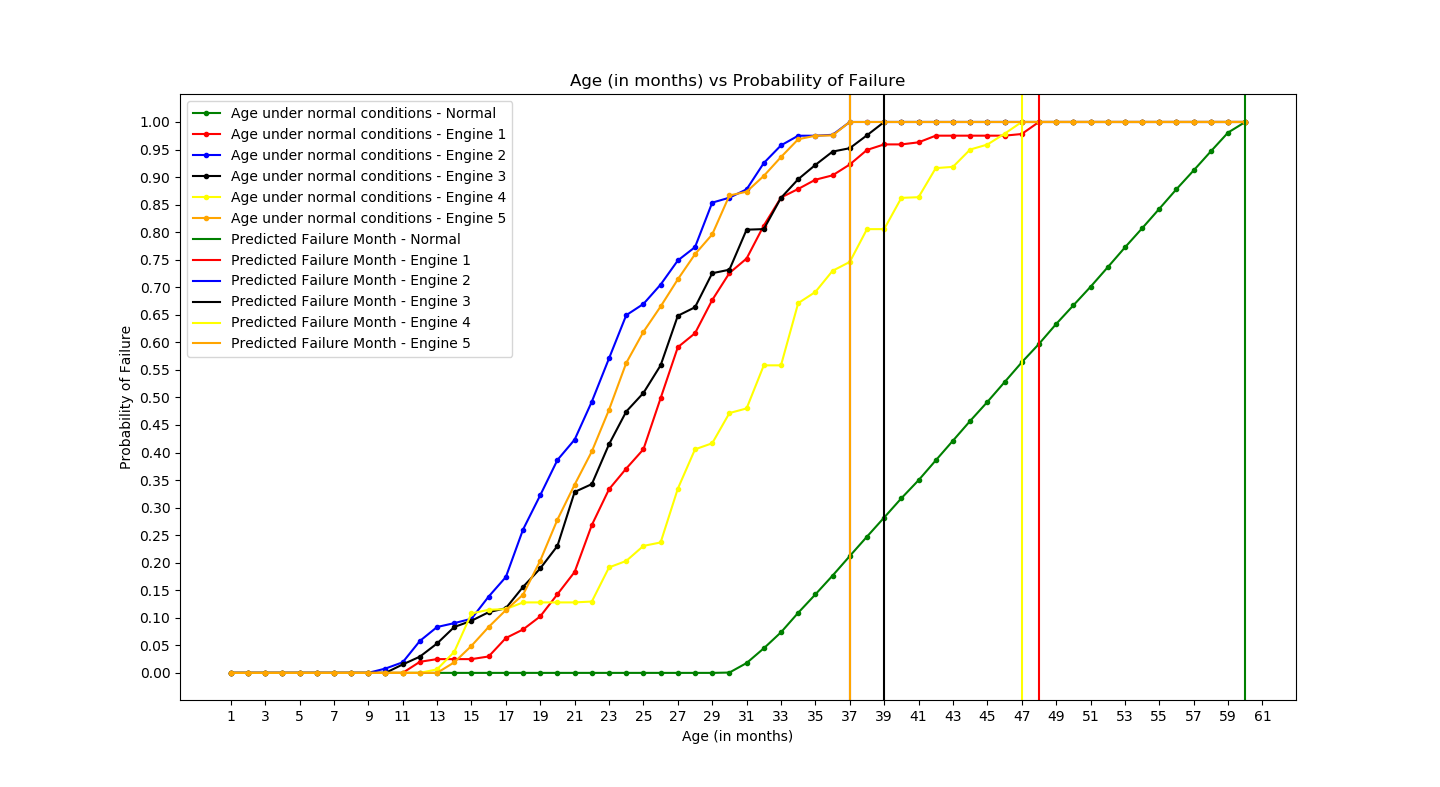 Age (in months) vs Probability of Failure
Age under normal conditions - Normal
Age under normal conditions - Engine 1
Age under normal conditions - Engine 2
Age under normal conditions - Engine 3
Age under normal conditions - Engine 4
Age under normal conditions - Engine 5
Predicted Failure Month - Normal
Predicted Failure Month - Engine 1
Predicted Failure Month - Engine 2
Predicted Failure Month - Engine 3
Predicted Failure Month - Engine 4
Predicted Failure Month - Engine 5
Probability of Failure
1.00
0.95
0.90
0.85
0.80
0.75
0.70
0.65
0.60
0.55
0.50
0.45
0.40
0.35
0.30
0.25
0.20
0.15
0.10
0.05
0.00
1 3 5 7 9 11 13 15 17 19 21 23 25 27 29 31 33 35 37 39 41 43 45 47 49 51 53 55 57 59 61
Age (in months)